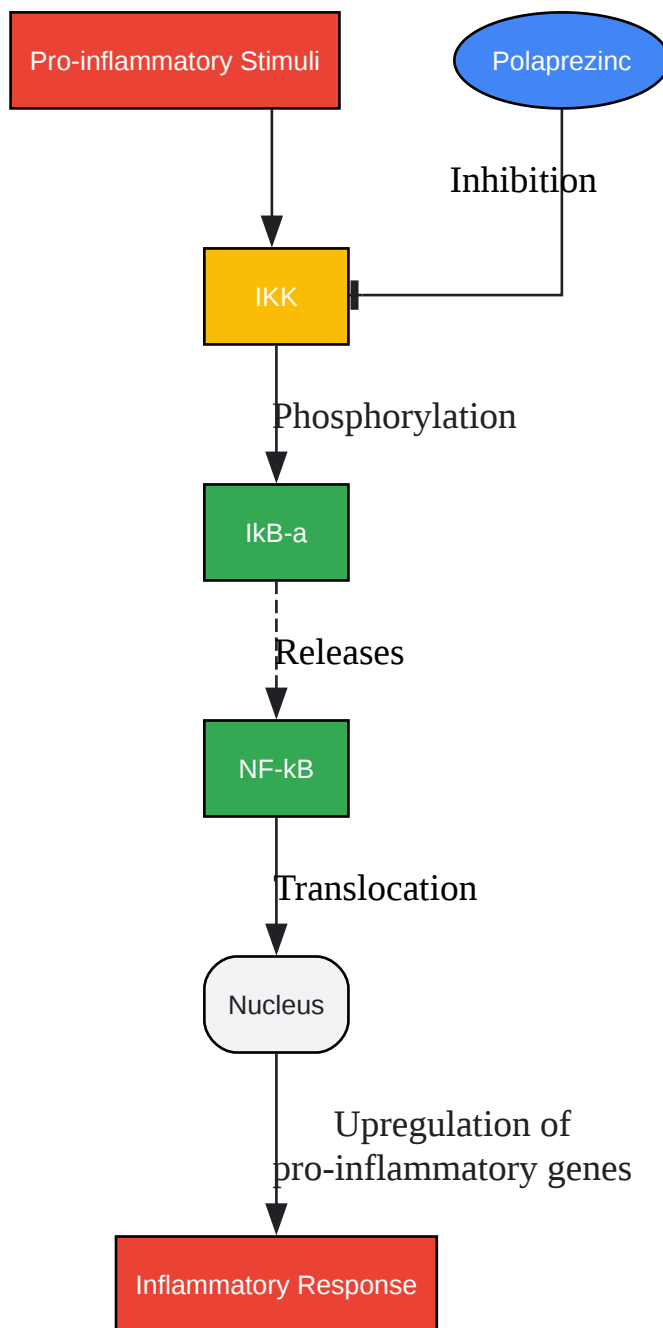 Pro-inflammatory Stimuli
Polaprezinc
Inhibition
IKK
Phosphorylation
IkB-a
Releases
NF-kB
Translocation
Nucleus
Upregulation of
pro-inflammatory genes
Inflammatory Response